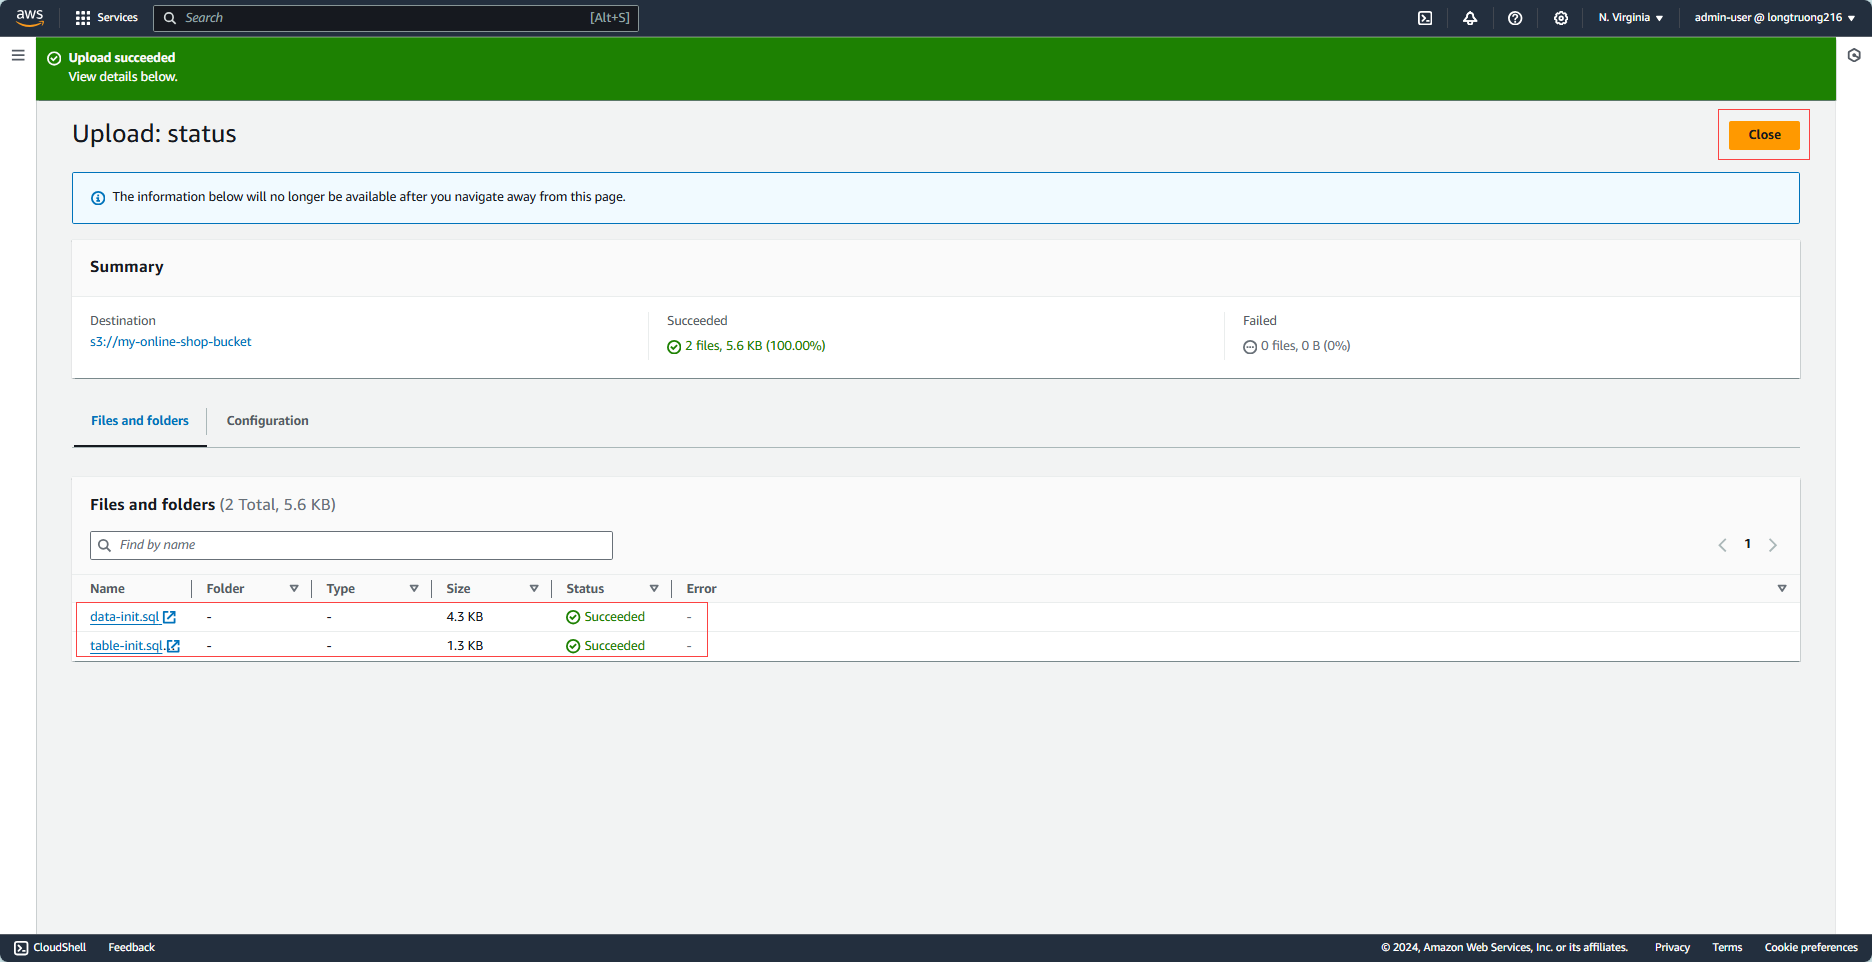 aws Services Search [Alt+S] N. Virginia admin-user @ longtruong216
Upload succeeded
View details below.
Upload: status
Close
The information below will no longer be available after you navigate away from this page.
Summary
Destination Succeeded Failed
s3://my-online-shop-bucket 2 files, 5.6 KB (100.00%) 0 files, 0 B (0%)
Files and folders Configuration
Files and folders (2 Total, 5.6 KB)
Find by name 1
Name Folder Type Size Status Error
data-init.sql - - 4.3 KB Succeeded -
table-init.sql. - - 1.3 KB Succeeded -
CloudShell Feedback © 2024, Amazon Web Services, Inc. or its affiliates. Privacy Terms Cookie preferences